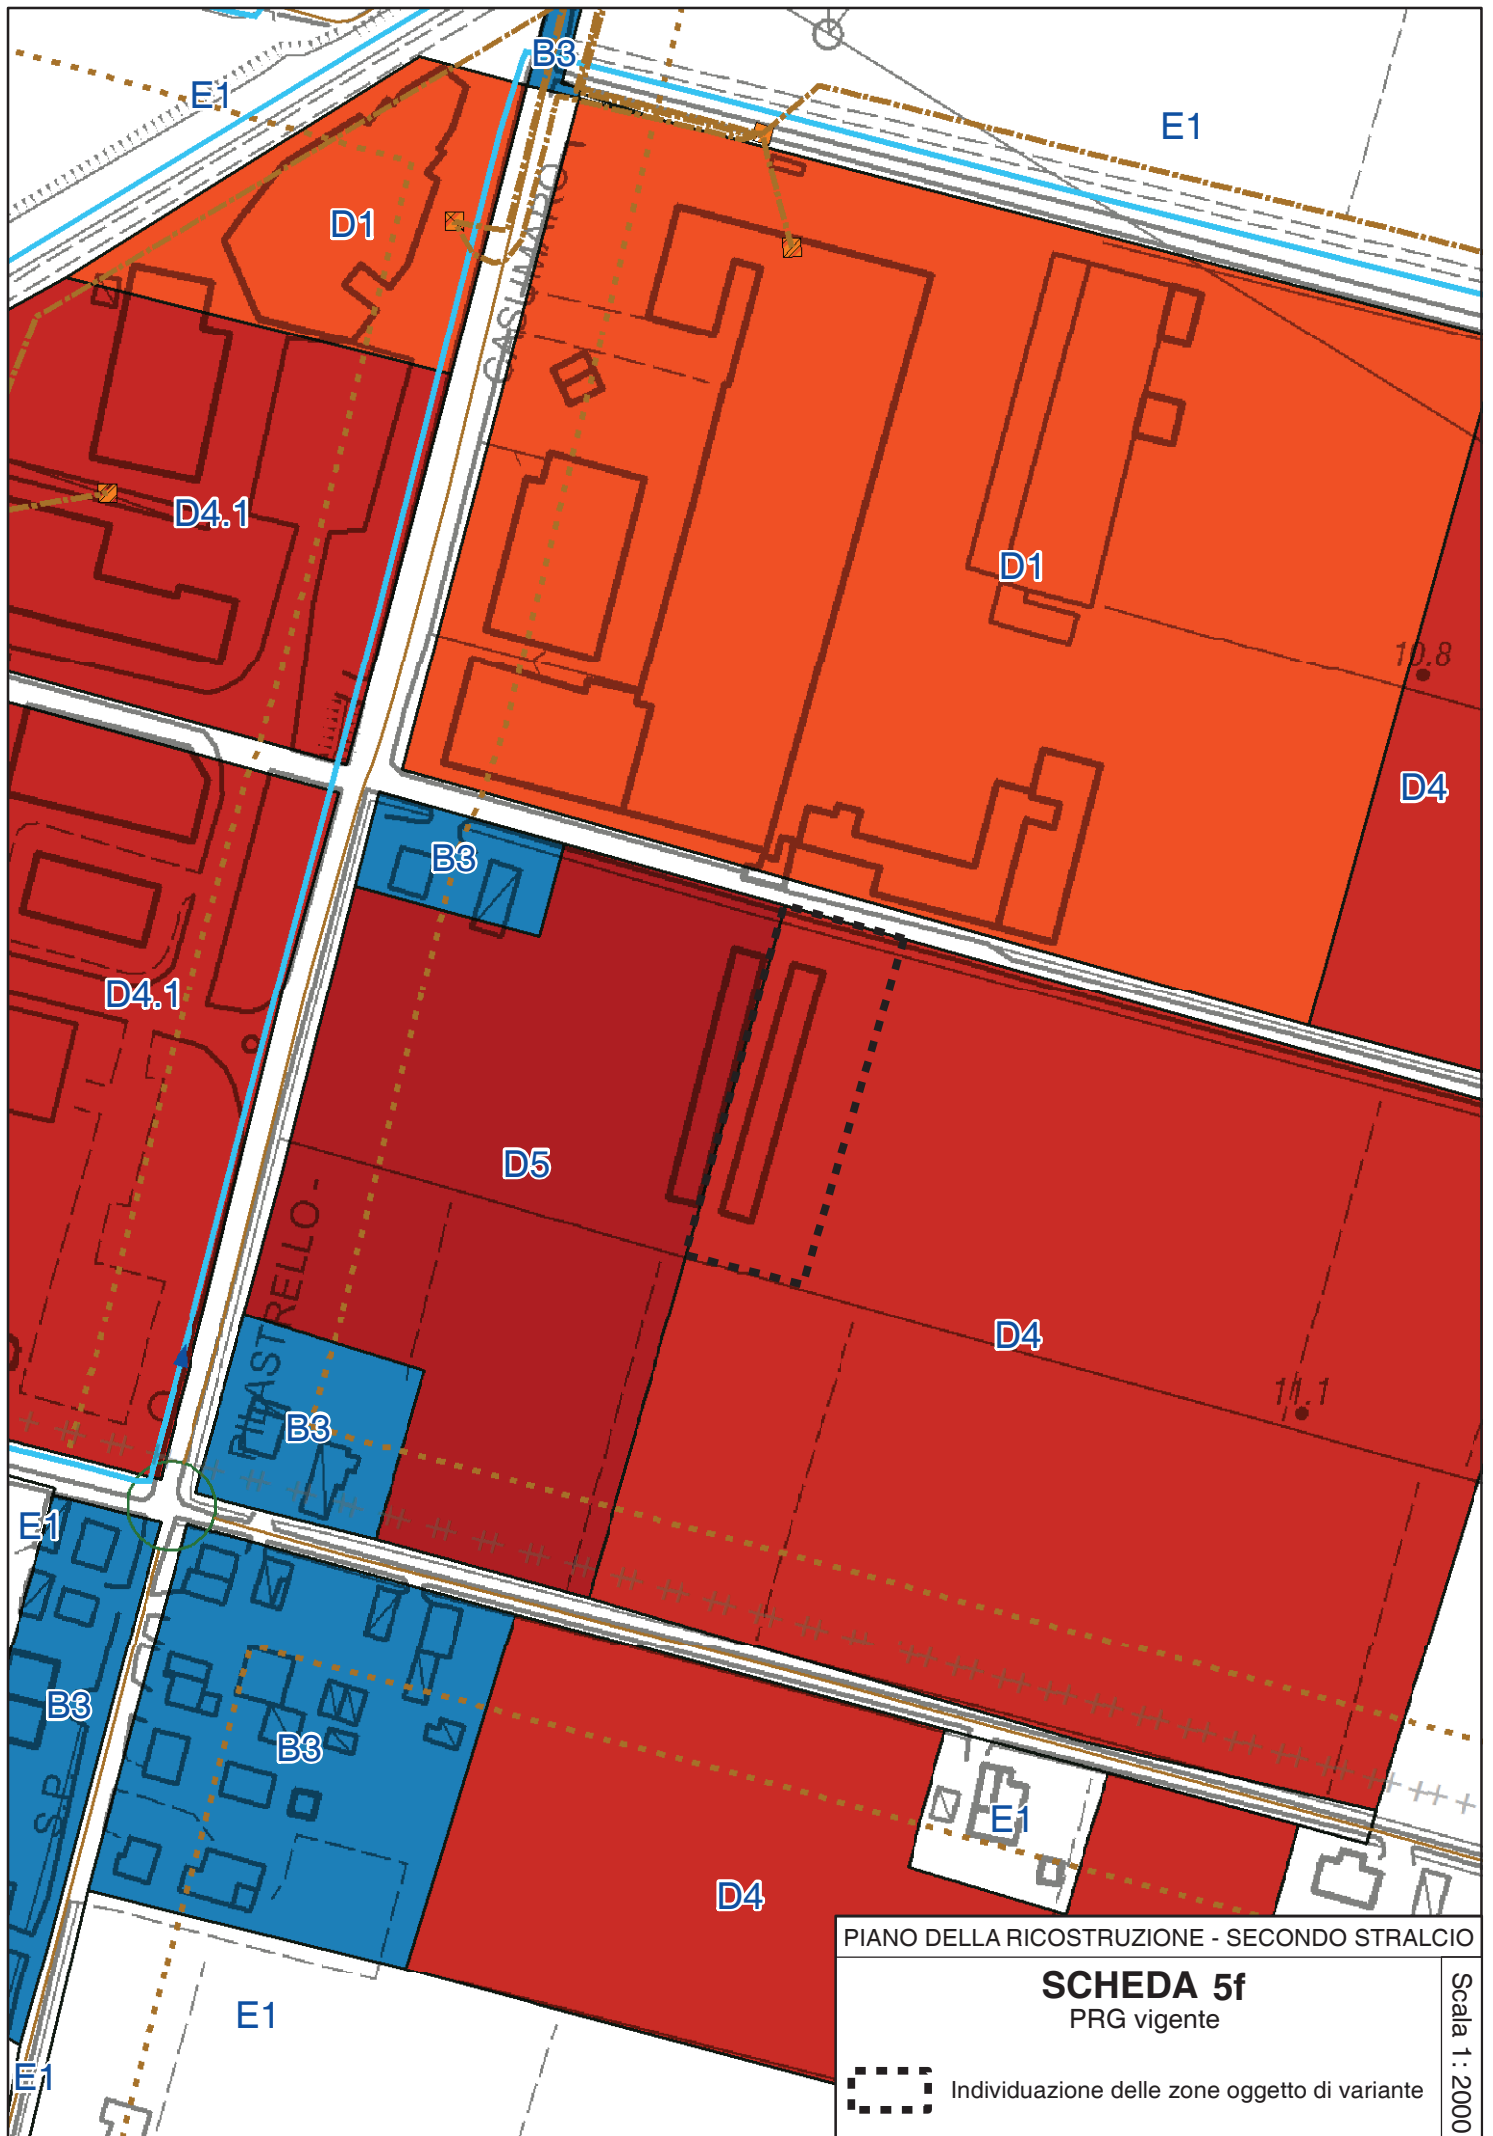 B3
E1
E1
D1
CASUMARO -
D4.1
D1
10.8
D4
B3
D4.1
D5
D4
PILASTRELLO -
11.1
B3
E1
B3
B3
S.P.
E1
D4
E1
E1
PIANO DELLA RICOSTRUZIONE - SECONDO STRALCIO
SCHEDA 5f
PRG vigente
Individuazione delle zone oggetto di variante
Scala 1: 2000